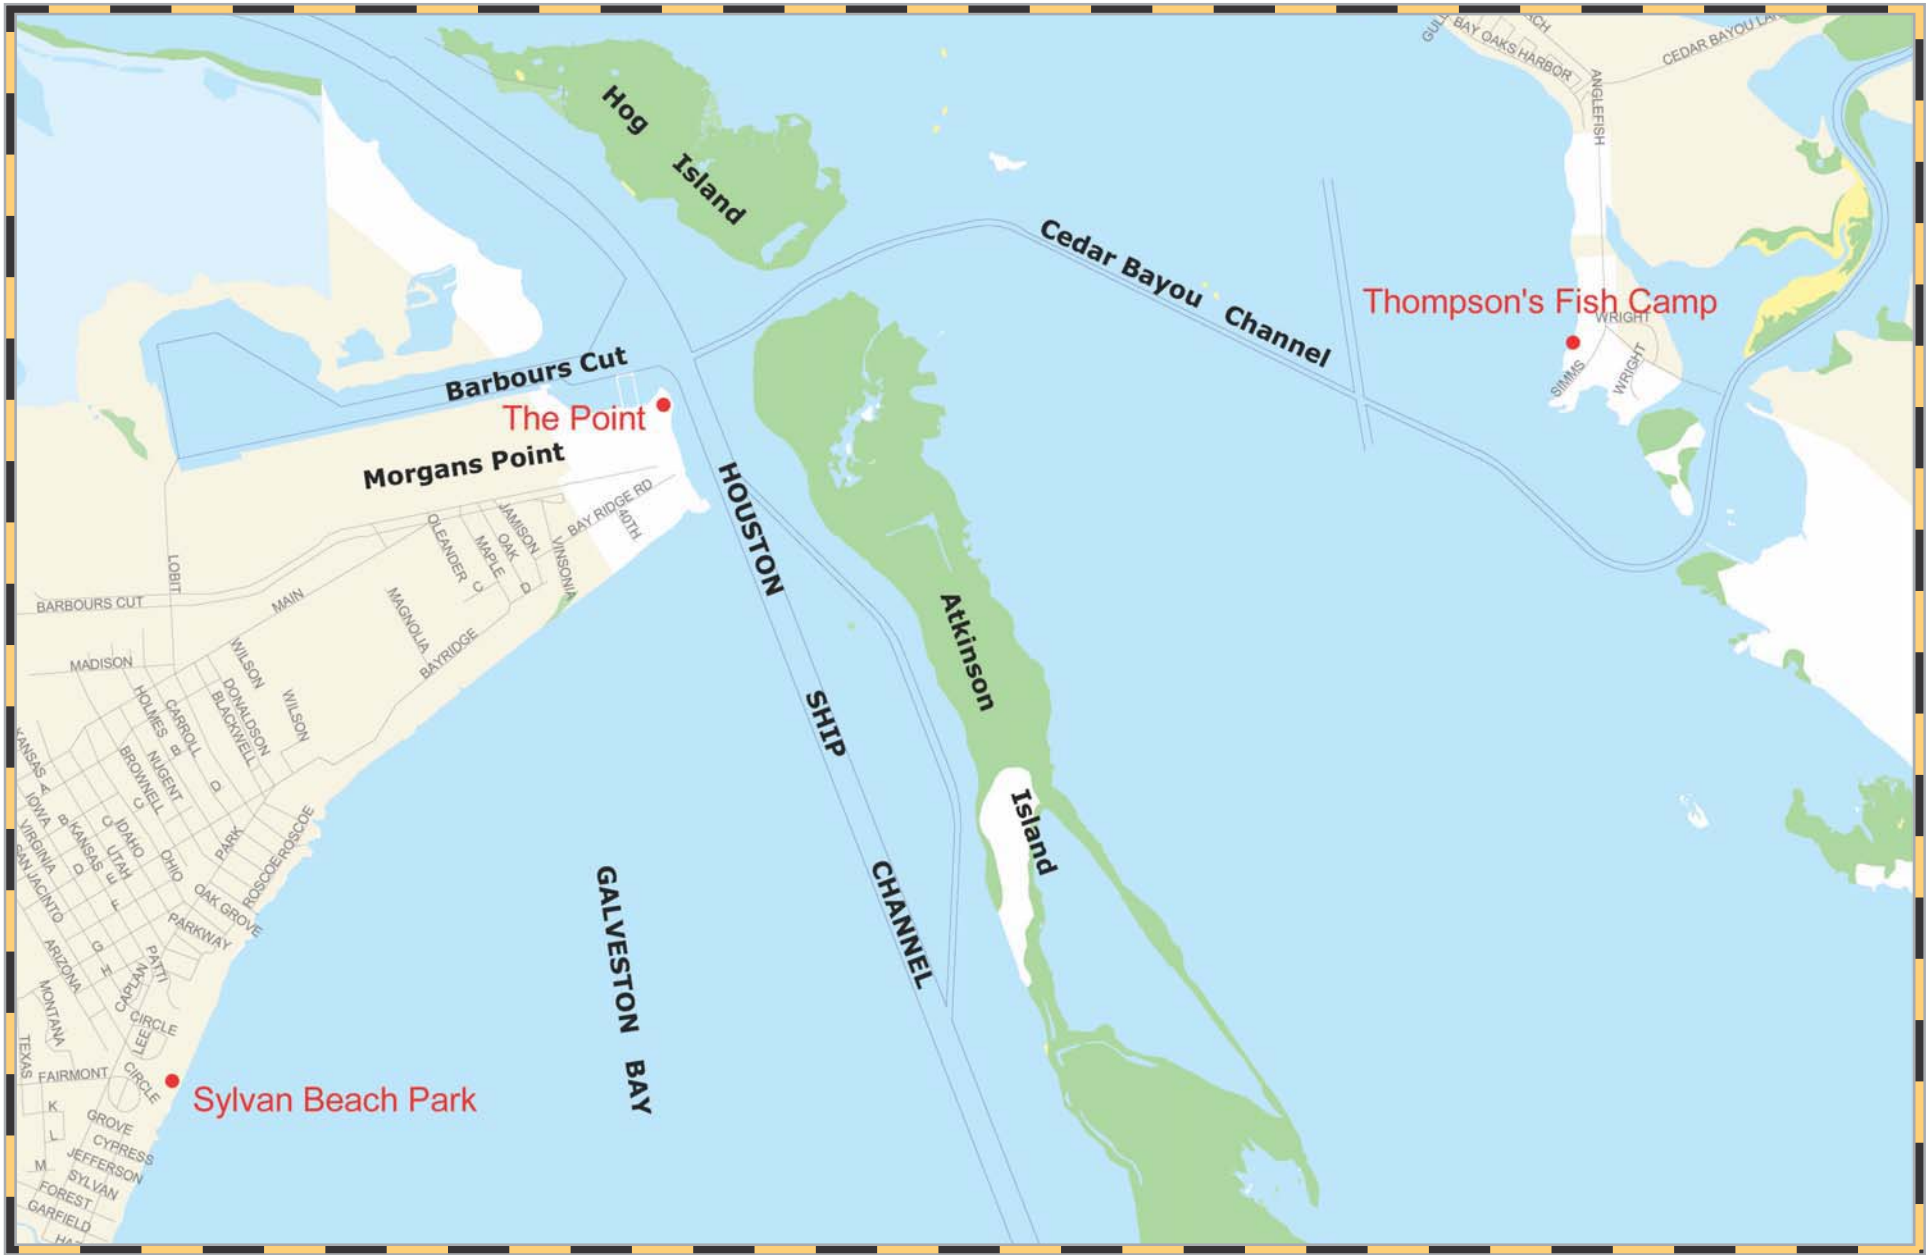 BAY OAKS HARBOR
ANGLEFISH
Hog
Island
Cedar Bayou Channel
Thompson's Fish Camp
WRIGHT
SIMMS
WRIGHT
Barbours Cut
The Point
Morgans Point
HOUSTON
SHIP
CHANNEL
BAY RIDGE RD
40TH
JAMISON
OAK
MAPLE
OLEANDER
C
D
VINSONIA
LOBIT
BARBOURS CUT
MAIN
MAGNOLIA
BAYRIDGE
Atkinson
Island
MADISON
WILSON
DONALDSON
BLACKWELL
WILSON
HOLMES
CARROLL
B
BROWNELL
NUGENT
C
D
KANSAS
A
IOWA
B
VIRGINIA
KANSAS
C
IDAHO
UTAH
D
E
F
OHIO
PARK
ROSCOE
ROSCOE
SAN JACINTO
OAK GROVE
PARKWAY
ARIZONA
G
H
PATTI
CAPLAN
MONTANA
CIRCLE
LEE
GALVESTON BAY
TEXAS
FAIRMONT
CIRCLE
Sylvan Beach Park
K
L
GROVE
CYPRESS
M
JEFFERSON
SYLVAN
FOREST
GARFIELD